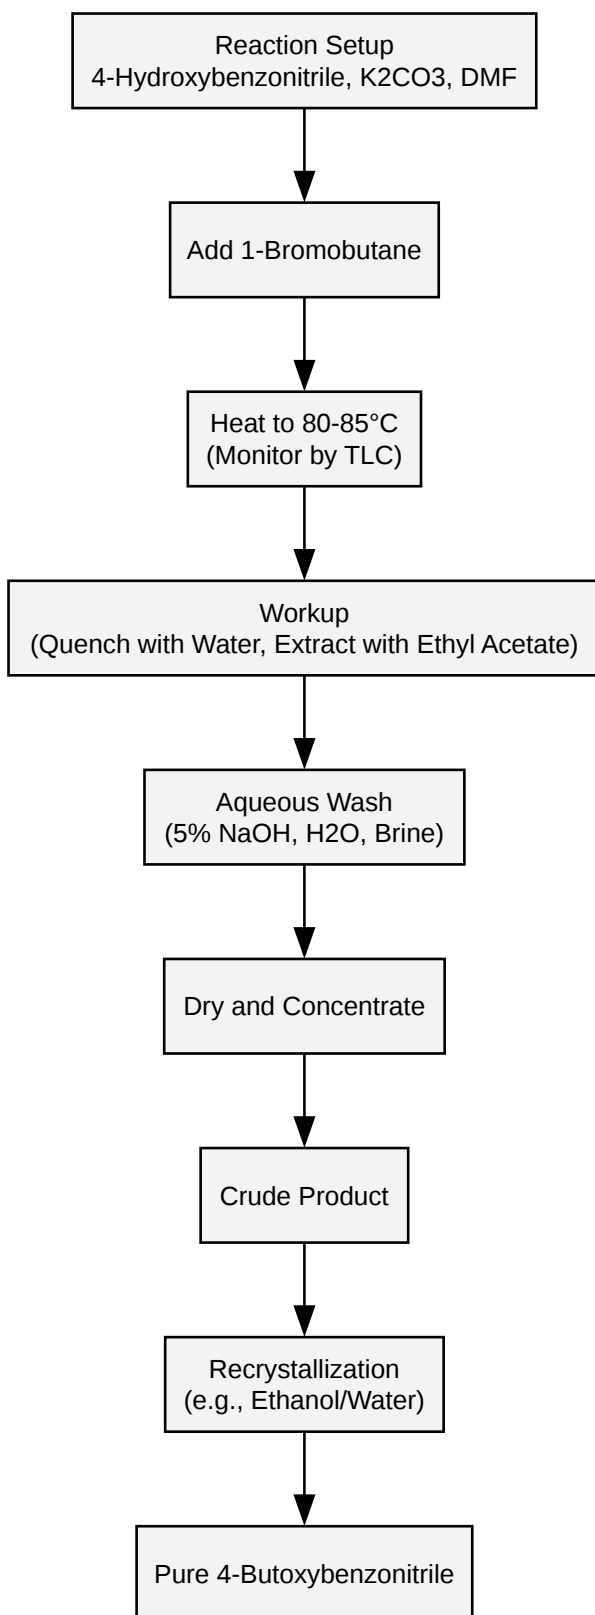 Reaction Setup
4-Hydroxybenzonitrile, K2CO3, DMF
Add 1-Bromobutane
Heat to 80-85°C
(Monitor by TLC)
Workup
(Quench with Water, Extract with Ethyl Acetate)
Aqueous Wash
(5% NaOH, H2O, Brine)
Dry and Concentrate
Crude Product
Recrystallization
(e.g., Ethanol/Water)
Pure 4-Butoxybenzonitrile